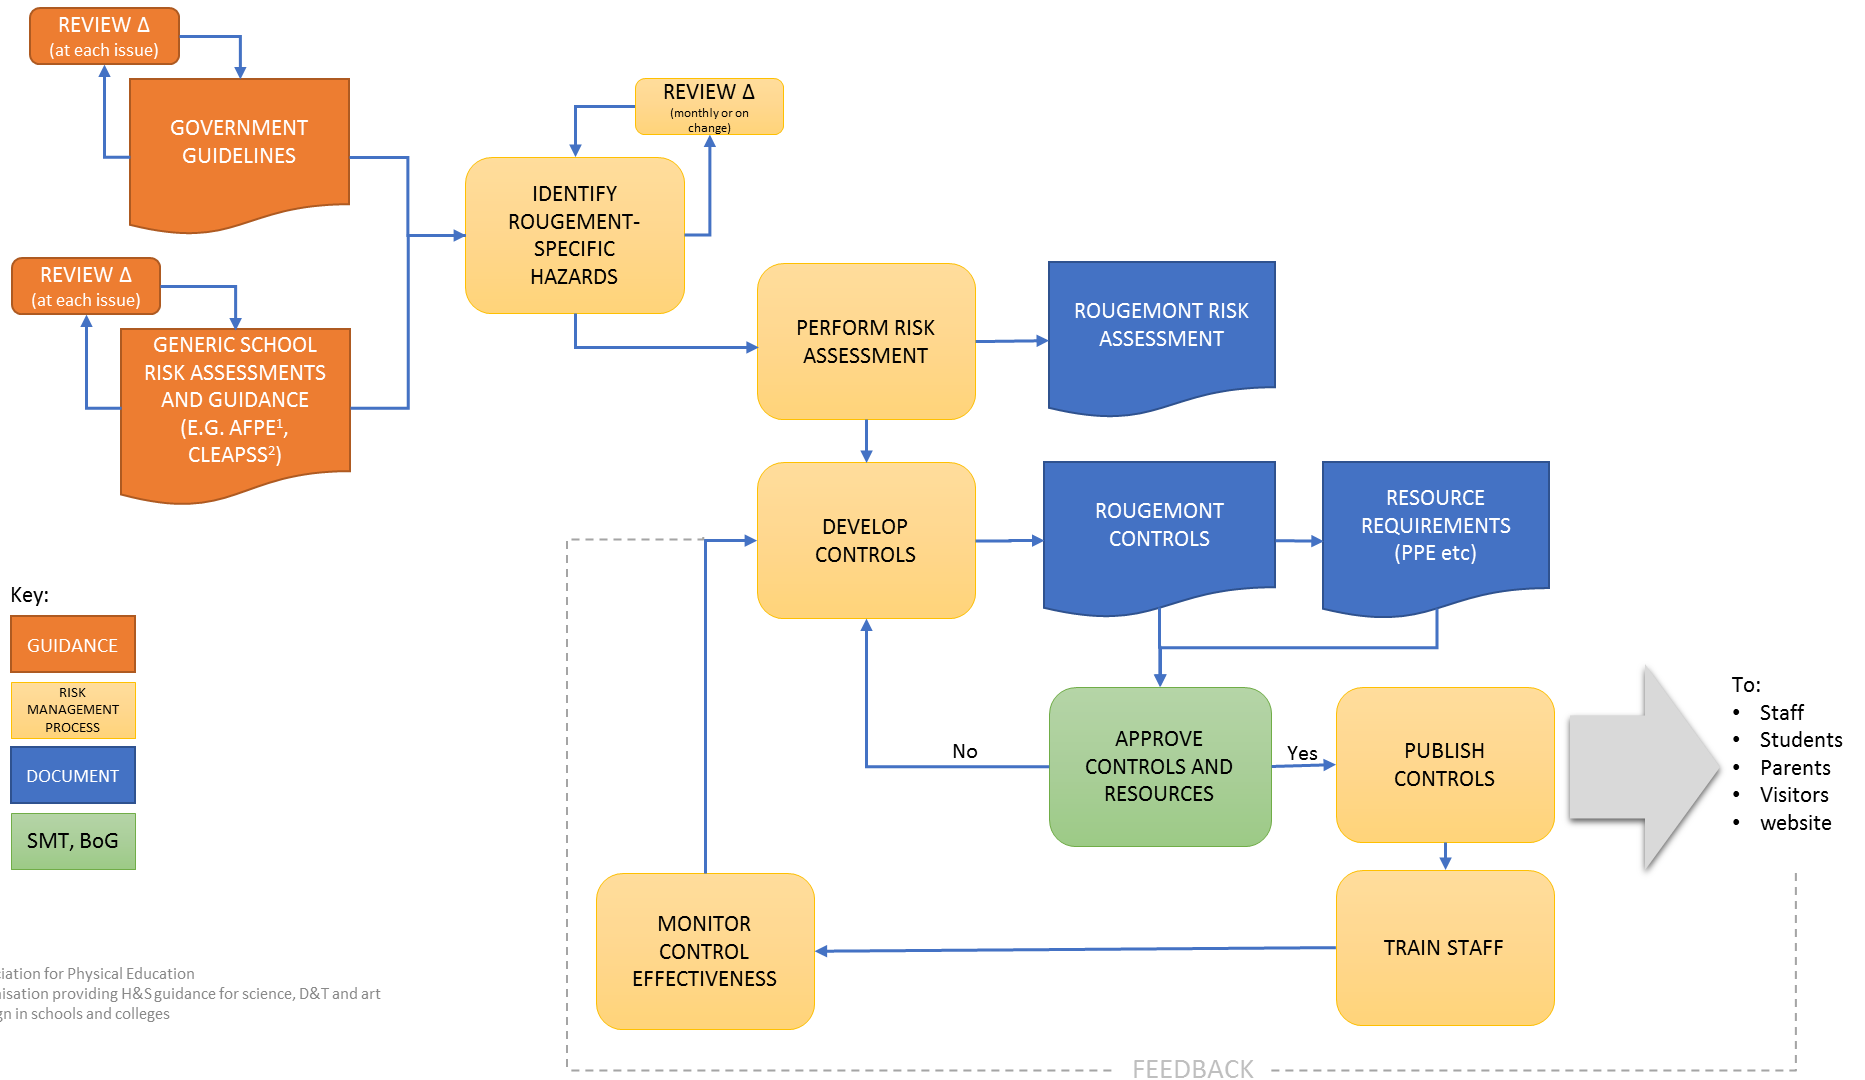 REVIEW Δ
(at each issue)
GOVERNMENT
GUIDELINES
REVIEW Δ
(monthly or on
change)
IDENTIFY
ROUGEMENT-
SPECIFIC
HAZARDS
REVIEW Δ
(at each issue)
GENERIC SCHOOL
RISK ASSESSMENTS
AND GUIDANCE
(E.G. AFPE¹,
CLEAPSS²)
PERFORM RISK
ASSESSMENT
ROUGEMONT RISK
ASSESSMENT
DEVELOP
CONTROLS
ROUGEMONT
CONTROLS
RESOURCE
REQUIREMENTS
(PPE etc)
Key:
GUIDANCE
RISK
MANAGEMENT
PROCESS
DOCUMENT
SMT, BoG
No
APPROVE
CONTROLS AND
RESOURCES
Yes
PUBLISH
CONTROLS
To:
• Staff
• Students
• Parents
• Visitors
• website
MONITOR
CONTROL
EFFECTIVENESS
TRAIN STAFF
for Physical Education
providing H&S guidance for science, D&T and art
in schools and colleges
FEEDBACK